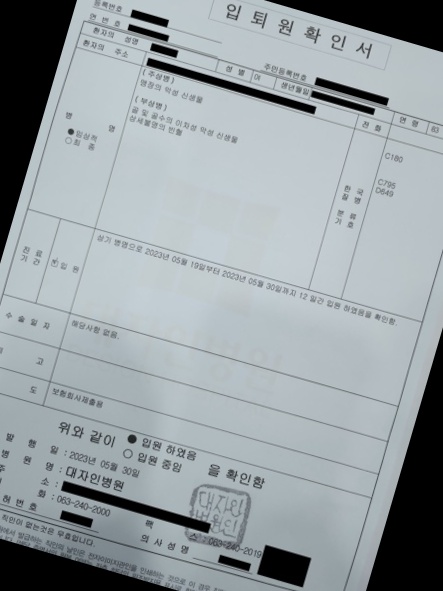 입 퇴 원 확 인 서
등록번호
연 번 호
환자의 성명
주민등록번호
환자의 주소
성 별 여
생년월일
연 령 83
전 화
병 명
임상적
최 종
(주상병)
맹장의 악성 신생물
(부상병)
골 및 골수의 이차성 악성 신생물
상세불명의 빈혈
한 국
질 병
분 류
기 호
C180
C795
D649
진 료
기 간
입 원
상기 병명으로 2023년 05월 19일부터 2023년 05월 30일까지 12 일간 입원 하였음을 확인함.
수 술 일 자
해당사항 없음.
고
도
보험회사제출용
위와 같이
입원 하였음
입원 중임
을 확인함
발 행 일 : 2023년 05월 30일
병 원 명 : 대자인병원
주 소 :
화 : 063-240-2000
팩 스 : 063-240-2019
허 번 호
의 사 성 명
대자인
병원인
직인이 없는것은 무효입니다.